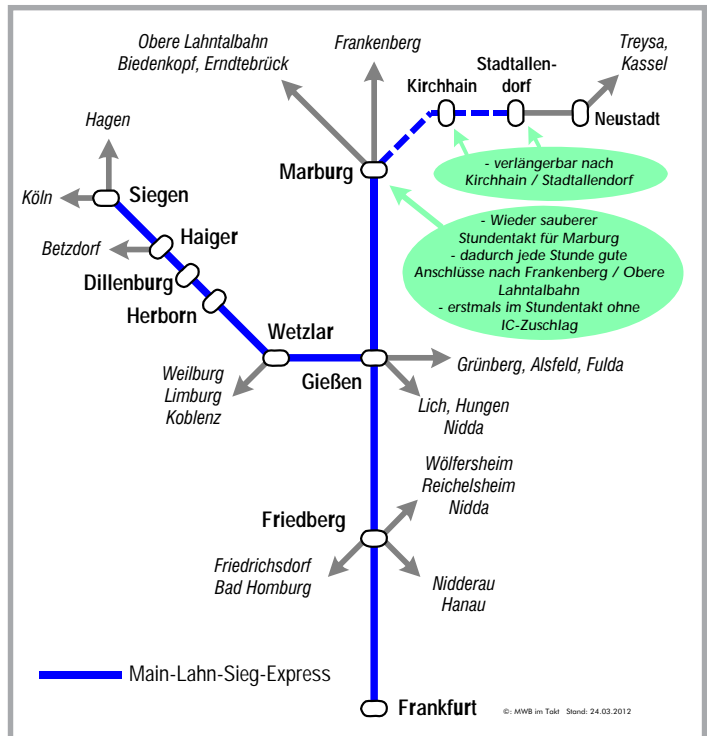 Obere Lahntalbahn
Biedenkopf, Erndtebrück
Frankenberg
Treysa,
Kassel
Stadtallen-
dorf
Kirchhain
Neustadt
Hagen
Marburg
- verlängerbar nach
Kirchhain / Stadtallendorf
Köln
Siegen
- Wieder sauberer
Stundentakt für Marburg
- dadurch jede Stunde gute
Anschlüsse nach Frankenberg / Obere
Lahntalbahn
- erstmals im Stundentakt ohne
IC-Zuschlag
Haiger
Betzdorf
Dillenburg
Herborn
Wetzlar
Gießen
Grünberg, Alsfeld, Fulda
Weilburg
Limburg
Koblenz
Lich, Hungen
Nidda
Wölfersheim
Reichelsheim
Nidda
Friedberg
Friedrichsdorf
Bad Homburg
Nidderau
Hanau
Main-Lahn-Sieg-Express
Frankfurt
©: MWB im Takt Stand: 24.03.2012